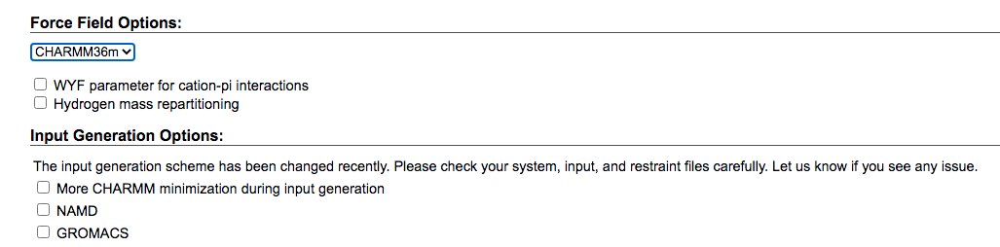 Force Field Options:
CHARMM36m
WYF parameter for cation-pi interactions
Hydrogen mass repartitioning
Input Generation Options:
The input generation scheme has been changed recently. Please check your system, input, and restraint files carefully. Let us know if you see any issue.
More CHARMM minimization during input generation
NAMD
GROMACS